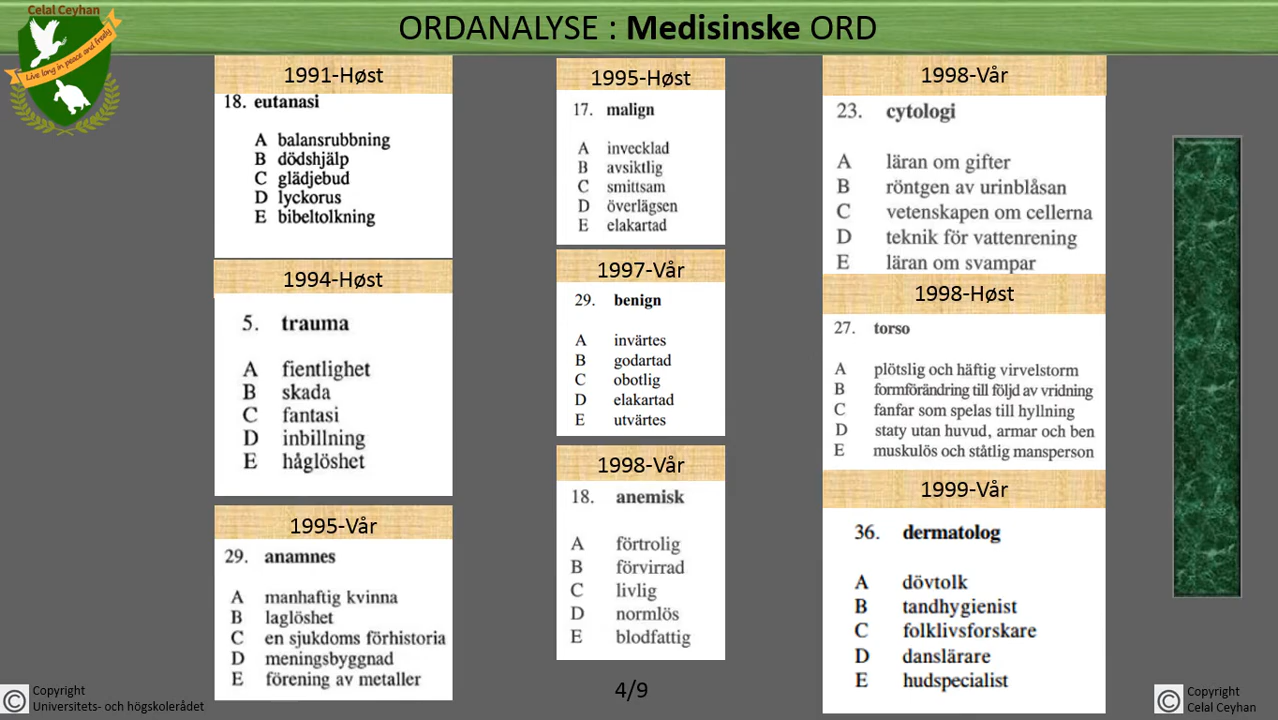 Celal Ceyhan
Live long in peace and freely
ORDANALYSE : Medisinske ORD
1991-Høst
18. eutanasi
A balansrubbning
B dödshjälp
C glädjebud
D lyckorus
E bibeltolkning
1994-Høst
5. trauma
A fientlighet
B skada
C fantasi
D inbillning
E håglöshet
1995-Vår
29. anamnes
A manhaftig kvinna
B laglöshet
C en sjukdoms förhistoria
D meningsbyggnad
E förening av metaller
1995-Høst
17. malign
A invecklad
B avsiktlig
C smittsam
D överlägsen
E elakartad
1997-Vår
29. benign
A invärtes
B godartad
C obotlig
D elakartad
E utvärtes
1998-Vår
18. anemisk
A förtrolig
B förvirrad
C livlig
D normlös
E blodfattig
1998-Vår
23. cytologi
A läran om gifter
B röntgen av urinblåsan
C vetenskapen om cellerna
D teknik för vattenrening
E läran om svampar
1998-Høst
27. torso
A plötslig och häftig virvelstorm
B formförändring till följd av vridning
C fanfar som spelas till hyllning
D staty utan huvud, armar och ben
E muskulös och ståtlig mansperson
1999-Vår
36. dermatolog
A dövtolk
B tandhygienist
C folklivsforskare
D danslärare
E hudspecialist
© Copyright
Universitets- och högskolerådet
4/9
© Copyright
Celal Ceyhan